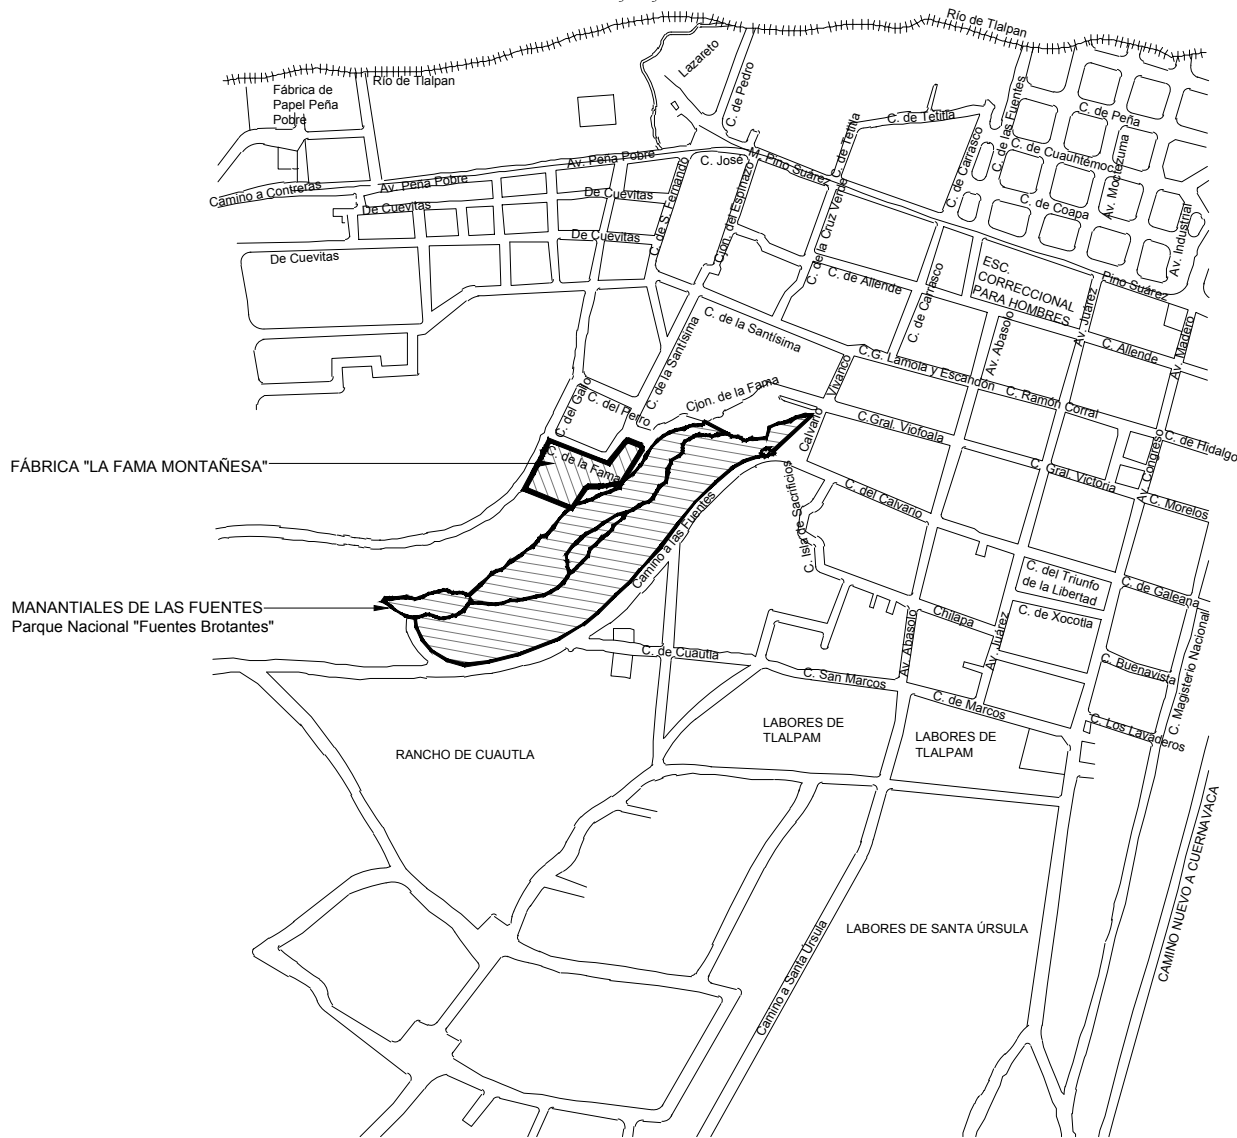 Río de Tlalpan
Río de Tlalpan
Lazareto
C. de Pedro
Fábrica de
Papel Peña
Pobre
C. de Tetitla
C. de Tetitla
C. de las Fuentes
C. de Peña
C. de Cuauhtémoc
Av. Moctezuma
C. de Coapa
Av. Industrial
C. de Carrasco
Av. Peña Pobre
Av. Peña Pobre
Camino a Contreras
C. José
M. Pino Suárez
De Cuevitas
De Cuevitas
De Cuevitas
De Cuevitas
C. de S. Fernando
Cjon. del Espinazo
C. de la Cruz Verde
C. de Allende
C. de Carrasco
ESC.
CORRECCIONAL
PARA HOMBRES
Pino Suárez
Av. Juárez
Av. Abasolo
C. Allende
Av. Madero
C. de la Santísima
C. de la Santísima
C.G. Lamola y Escandón
C. Ramón Corral
Vivanco
Cjon. de la Fama
C. del Gallo
C. del Perro
Calvario
C.Gral. Viofoala
C. de Hidalgo
FÁBRICA "LA FAMA MONTAÑESA"
C. de la Fama
C. Gral. Victoria
Av. Congreso
C. Morelos
C. del Calvario
C. Isla de Sacrificios
Camino a las Fuentes
C. del Triunfo
de la Libertad
C. de Galeana
MANANTIALES DE LAS FUENTES
Parque Nacional "Fuentes Brotantes"
Chilapa
C. de Xocotla
Av. Abasolo
Av. Juárez
C. de Cuautla
C. Buenavista
C. Magisterio Nacional
C. San Marcos
C. de Marcos
C. Los Lavaderos
LABORES DE
TLALPAM
LABORES DE
TLALPAM
RANCHO DE CUAUTLA
CAMINO NUEVO A CUERNAVACA
LABORES DE SANTA ÚRSULA
Camino a Santa Úrsula